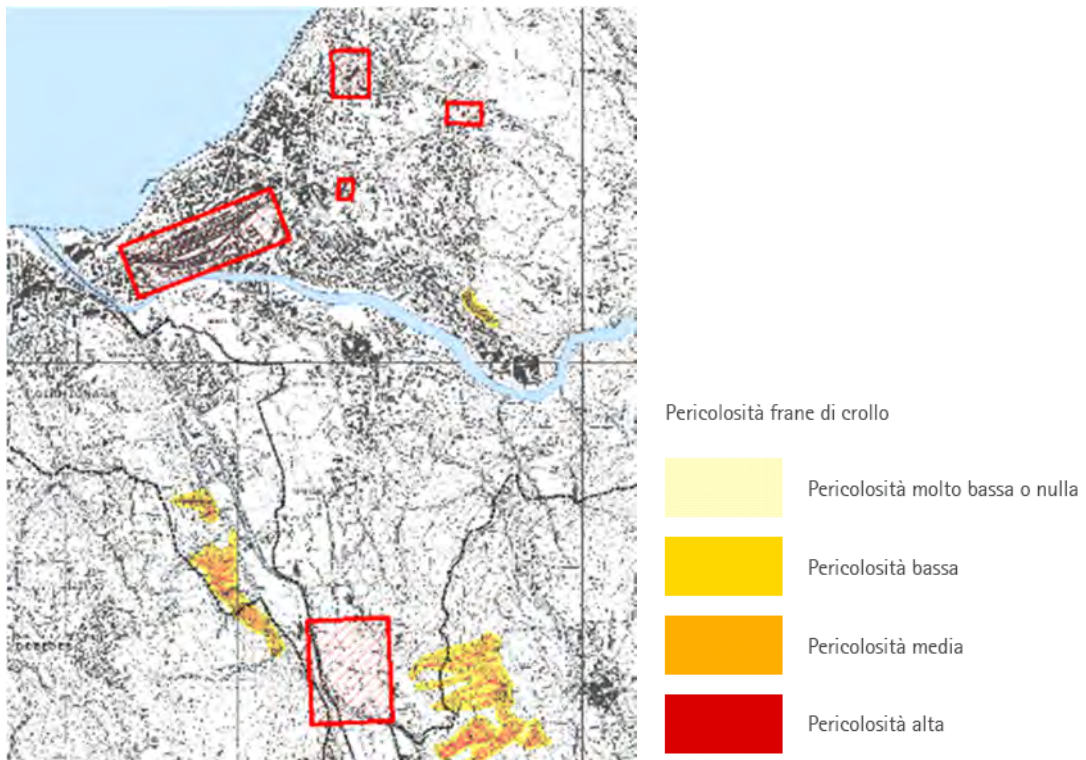 Pericolosità frane di crollo
Pericolosità molto bassa o nulla
Pericolosità bassa
Pericolosità media
Pericolosità alta